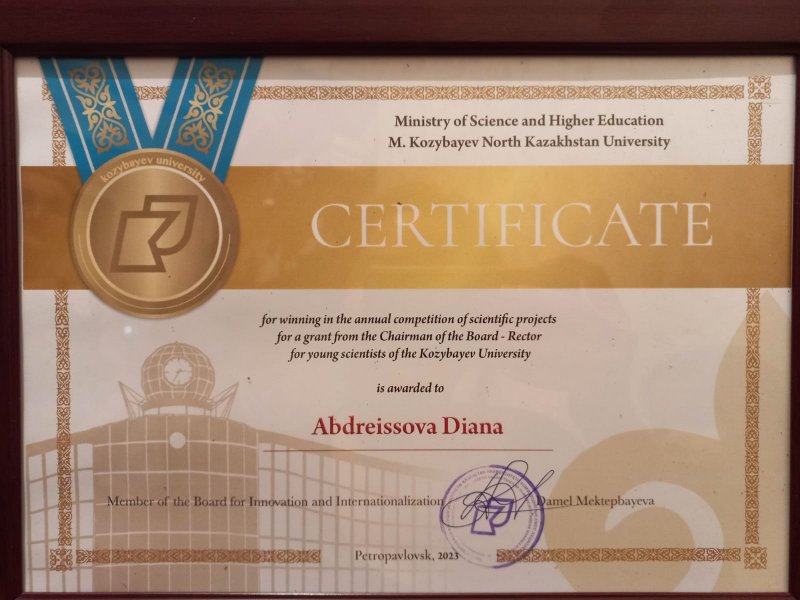 Ministry of Science and Higher Education
M. Kozybayev North Kazakhstan University
kozybayev university
CERTIFICATE
for winning in the annual competition of scientific projects
for a grant from the Chairman of the Board - Rector
for young scientists of the Kozybayev University
is awarded to
Abdreissova Diana
Member of the Board for Innovation and Internationalization Damel Mektepbayeva
Petropavlovsk, 2023